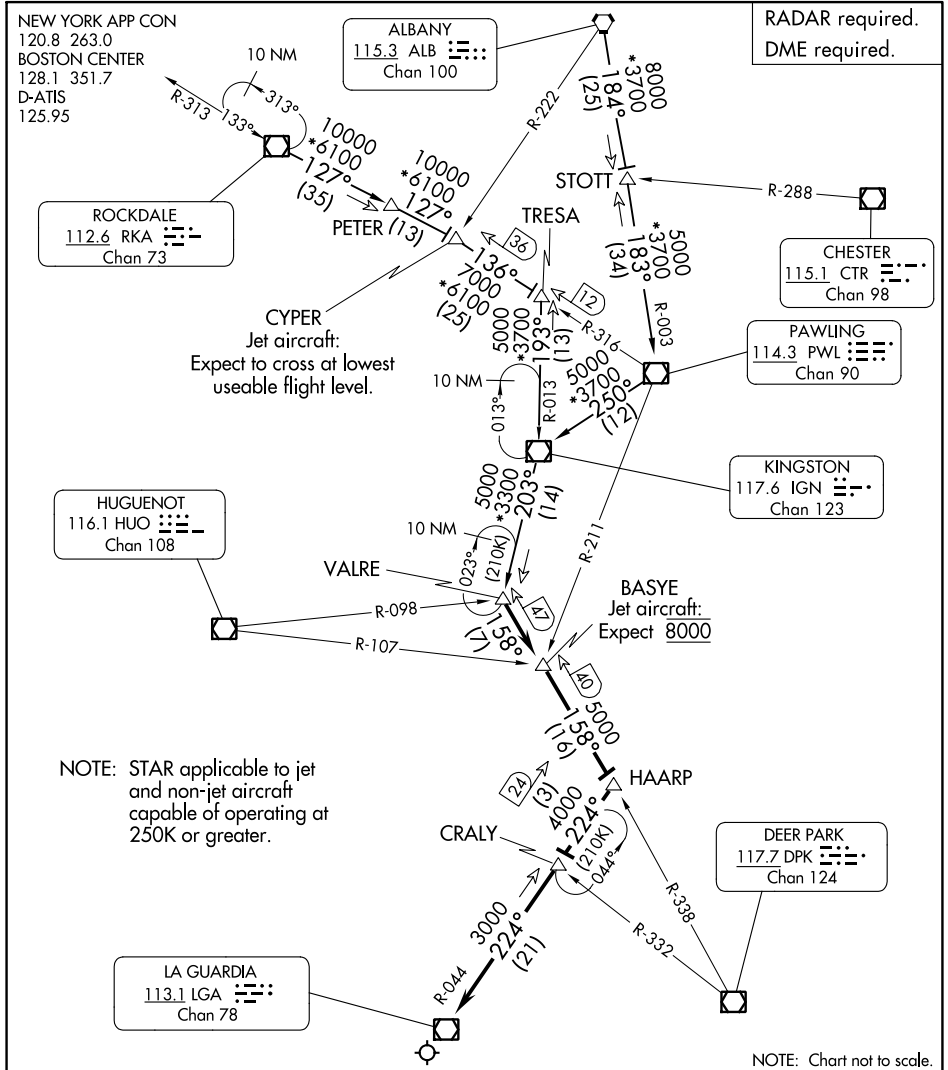 NEW YORK APP CON
120.8 263.0
BOSTON CENTER
128.1 351.7
D-ATIS
125.95
RADAR required.
DME required.
ALBANY
115.3 ALB
Chan 100
10 NM
R-313
133°
313°
10000
*6100
127°
(35)
ROCKDALE
112.6 RKA
Chan 73
PETER
10000
*6100
127°
(13)
R-222
8000
*3700
184°
(25)
STOTT
R-288
CHESTER
115.1 CTR
Chan 98
TRESA
36
136°
7000
*6100
(25)
12
5000
*3700
183°
(34)
R-003
CYPER
Jet aircraft:
Expect to cross at lowest
useable flight level.
5000
*3700
193°
(13)
R-316
PAWLING
114.3 PWL
Chan 90
10 NM
013°
R-013
5000
*3700
250°
(12)
KINGSTON
117.6 IGN
Chan 123
HUGUENOT
116.1 HUO
Chan 108
5000
*3300
203°
(14)
10 NM
023°
(210K)
R-211
VALRE
47
R-098
R-107
158°
(7)
BASYE
Jet aircraft:
Expect 8000
40
5000
158°
(16)
NOTE: STAR applicable to jet
and non-jet aircraft
capable of operating at
250K or greater.
HAARP
24
(3)
4000
224°
(210K)
044°
CRALY
DEER PARK
117.7 DPK
Chan 124
R-338
R-332
3000
224°
(21)
R-044
LA GUARDIA
113.1 LGA
Chan 78
NOTE: Chart not to scale.